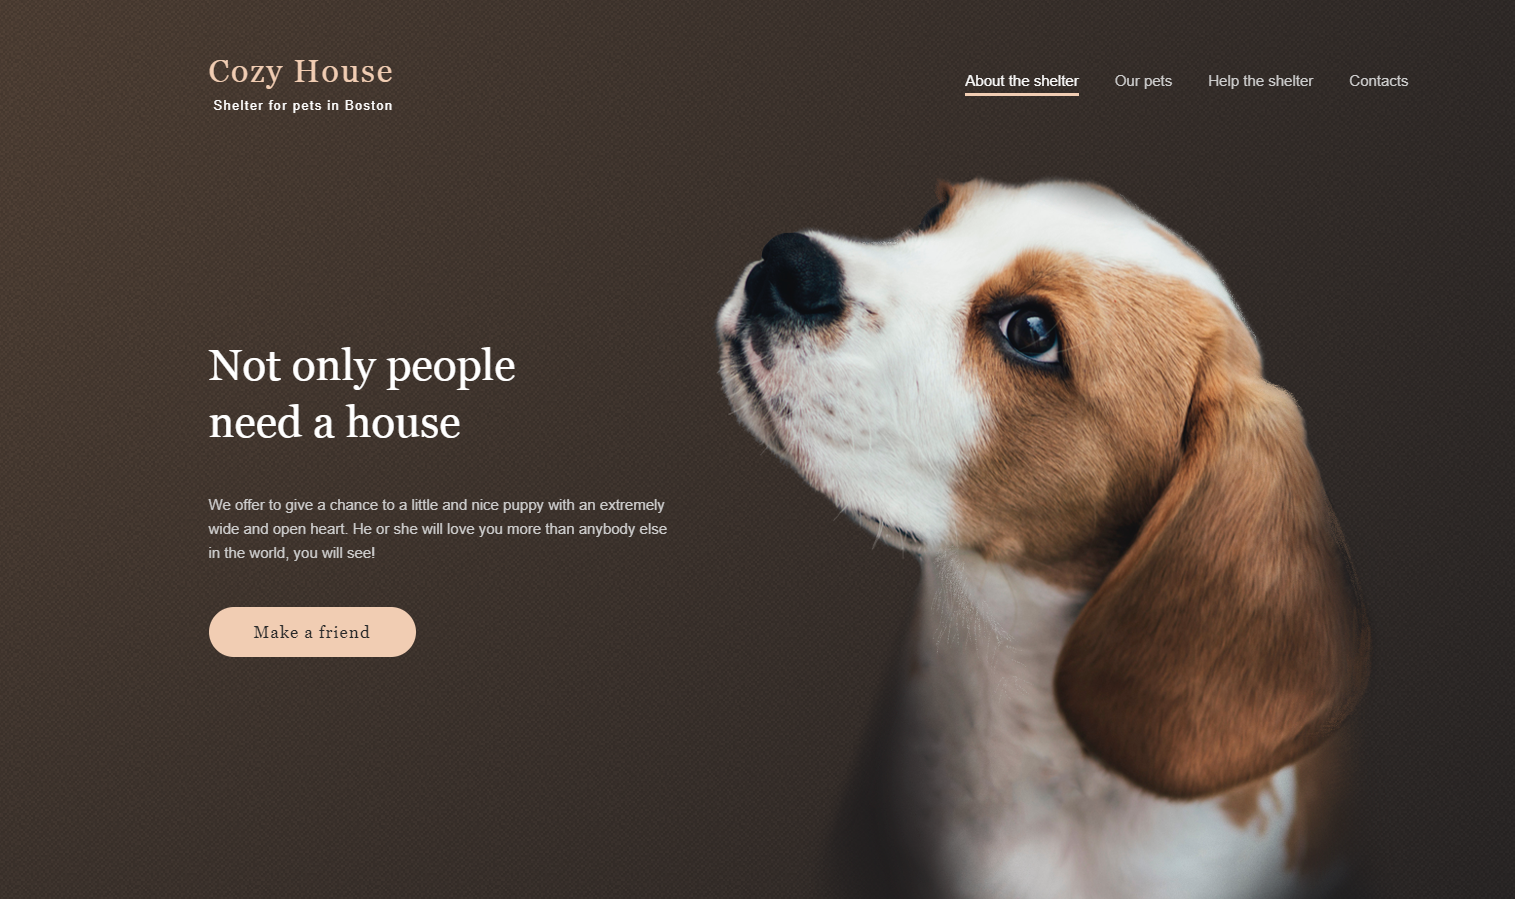 Cozy House
Shelter for pets in Boston
About the shelter
Our pets
Help the shelter
Contacts
Not only people
need a house
We offer to give a chance to a little and nice puppy with an extremely
wide and open heart. He or she will love you more than anybody else
in the world, you will see!
Make a friend